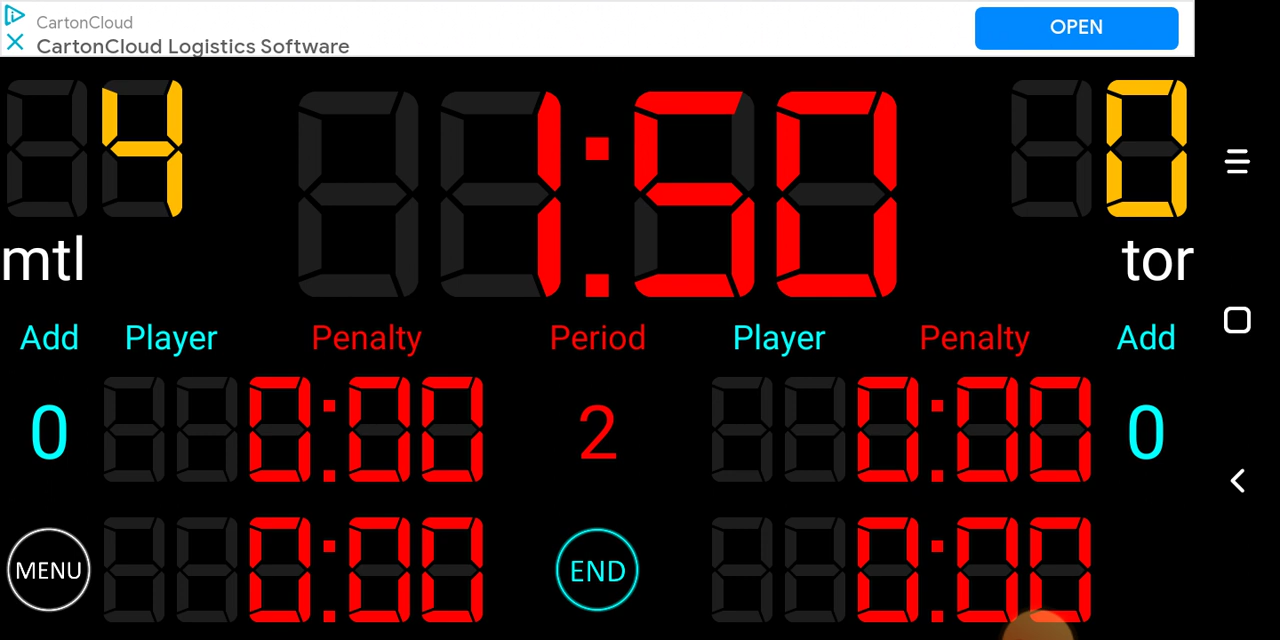 CartonCloud
CartonCloud Logistics Software
OPEN
4 1:50 0
mtl tor
Add Player Penalty Period Player Penalty Add
0 0:00 2 0:00 0
MENU 0:00 END 0:00